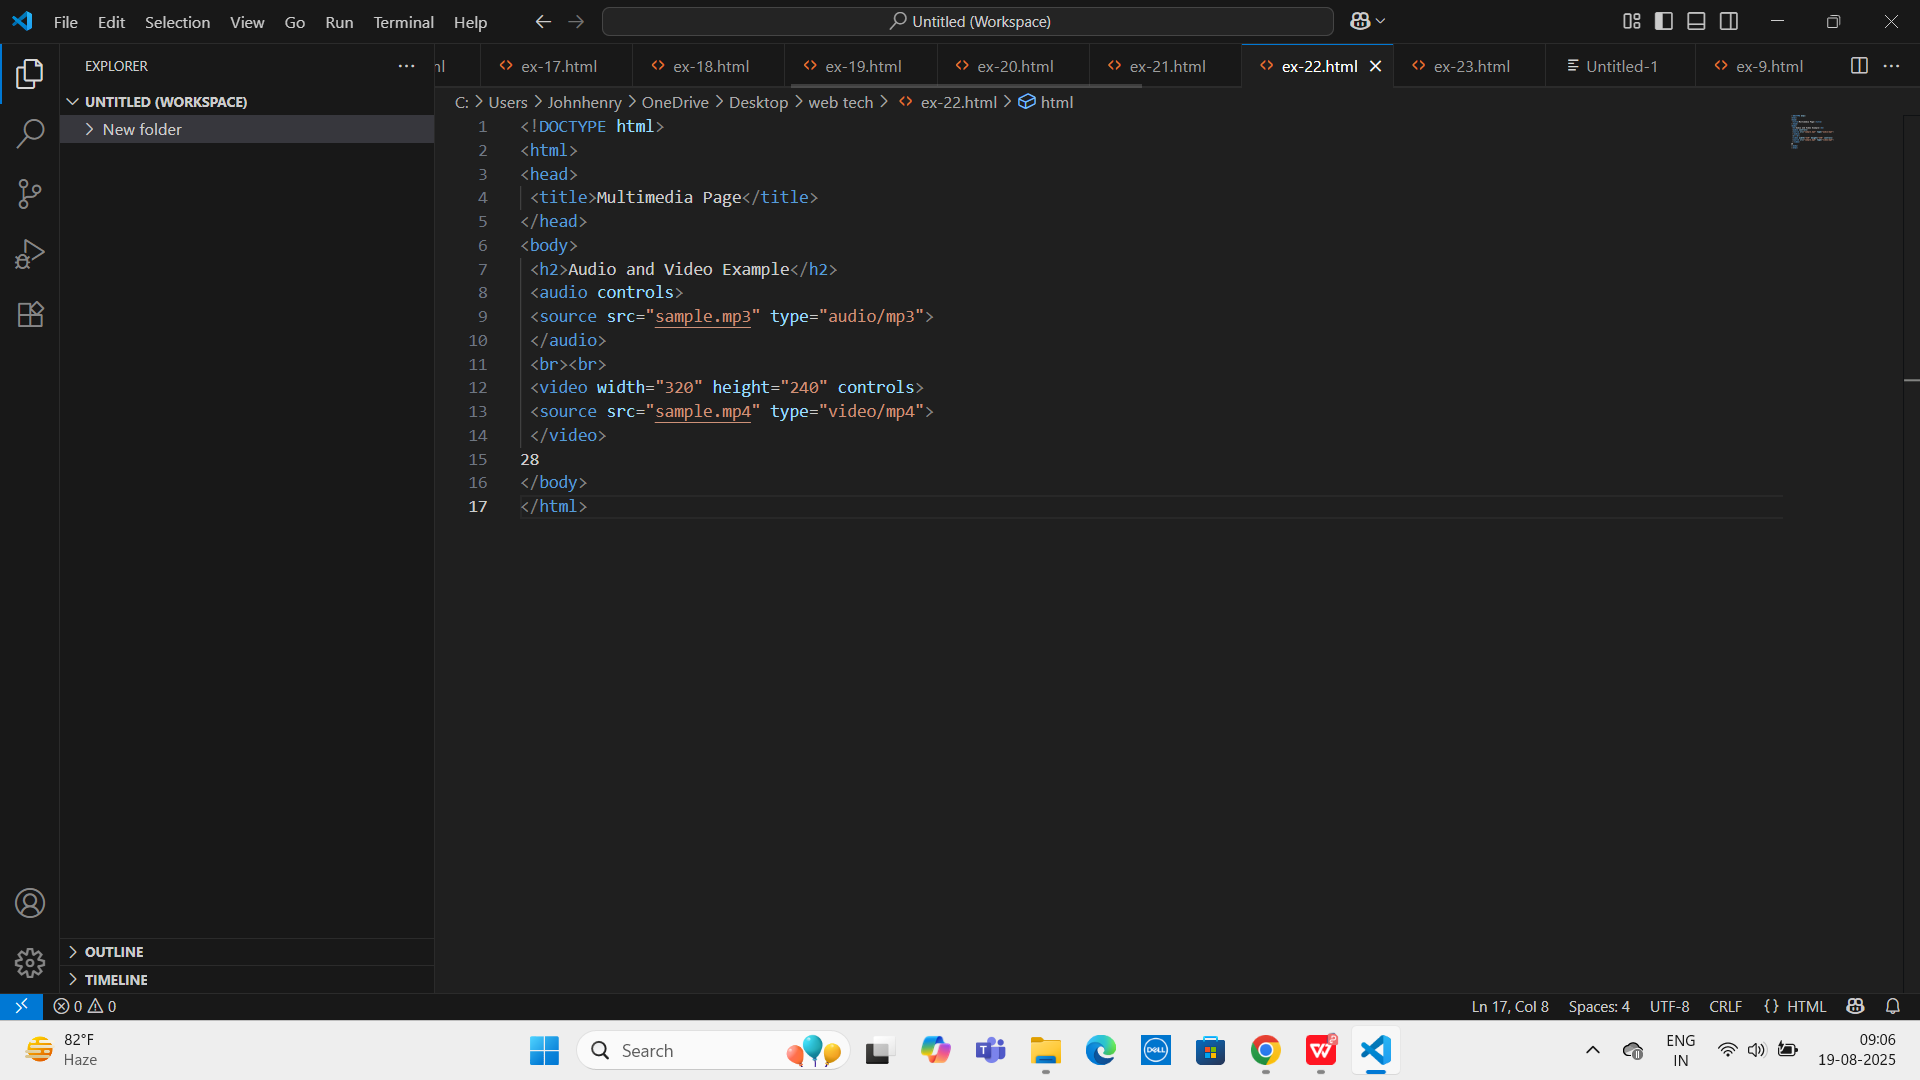 File Edit Selection View Go Run Terminal Help
Untitled (Workspace)
EXPLORER
nl ex-17.html ex-18.html ex-19.html ex-20.html ex-21.html ex-22.html ex-23.html Untitled-1 ex-9.html
UNTITLED (WORKSPACE)
New folder
C: > Users > Johnhenry > OneDrive > Desktop > web tech > ex-22.html > html
1 <!DOCTYPE html>
2 <html>
3 <head>
4 <title>Multimedia Page</title>
5 </head>
6 <body>
7 <h2>Audio and Video Example</h2>
8 <audio controls>
9 <source src="sample.mp3" type="audio/mp3">
10 </audio>
11 <br><br>
12 <video width="320" height="240" controls>
13 <source src="sample.mp4" type="video/mp4">
14 </video>
15 28
16 </body>
17 </html>
OUTLINE
TIMELINE
0 0 Ln 17, Col 8 Spaces: 4 UTF-8 CRLF {} HTML
82°F
Haze
Search
DELL
ENG
IN
09:06
19-08-2025